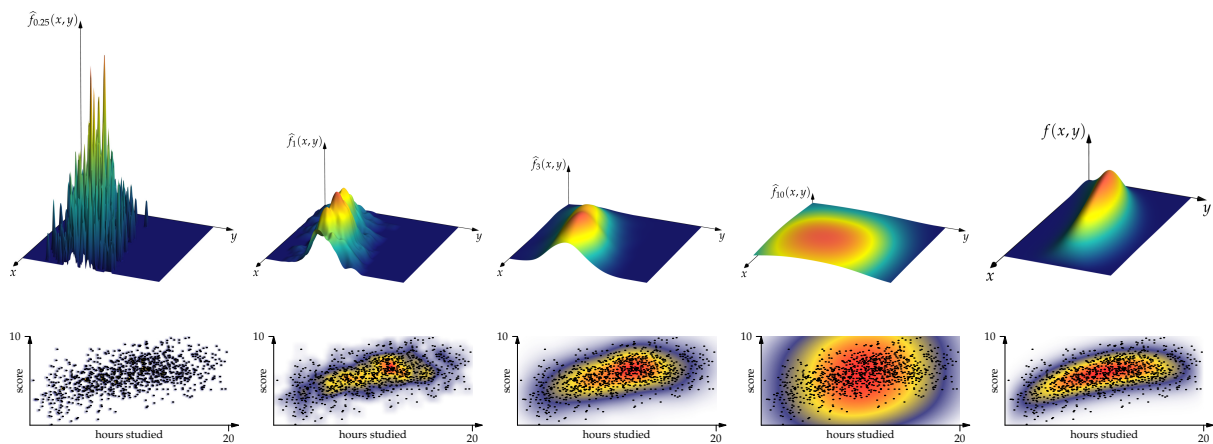 f̂₀.₂₅(x, y)
y
x
f̂₁(x, y)
y
x
f̂₃(x, y)
y
x
f̂₁₀(x, y)
y
x
f(x, y)
y
x
10
score
hours studied
20
10
score
hours studied
20
10
score
hours studied
20
10
score
hours studied
20
10
score
hours studied
20